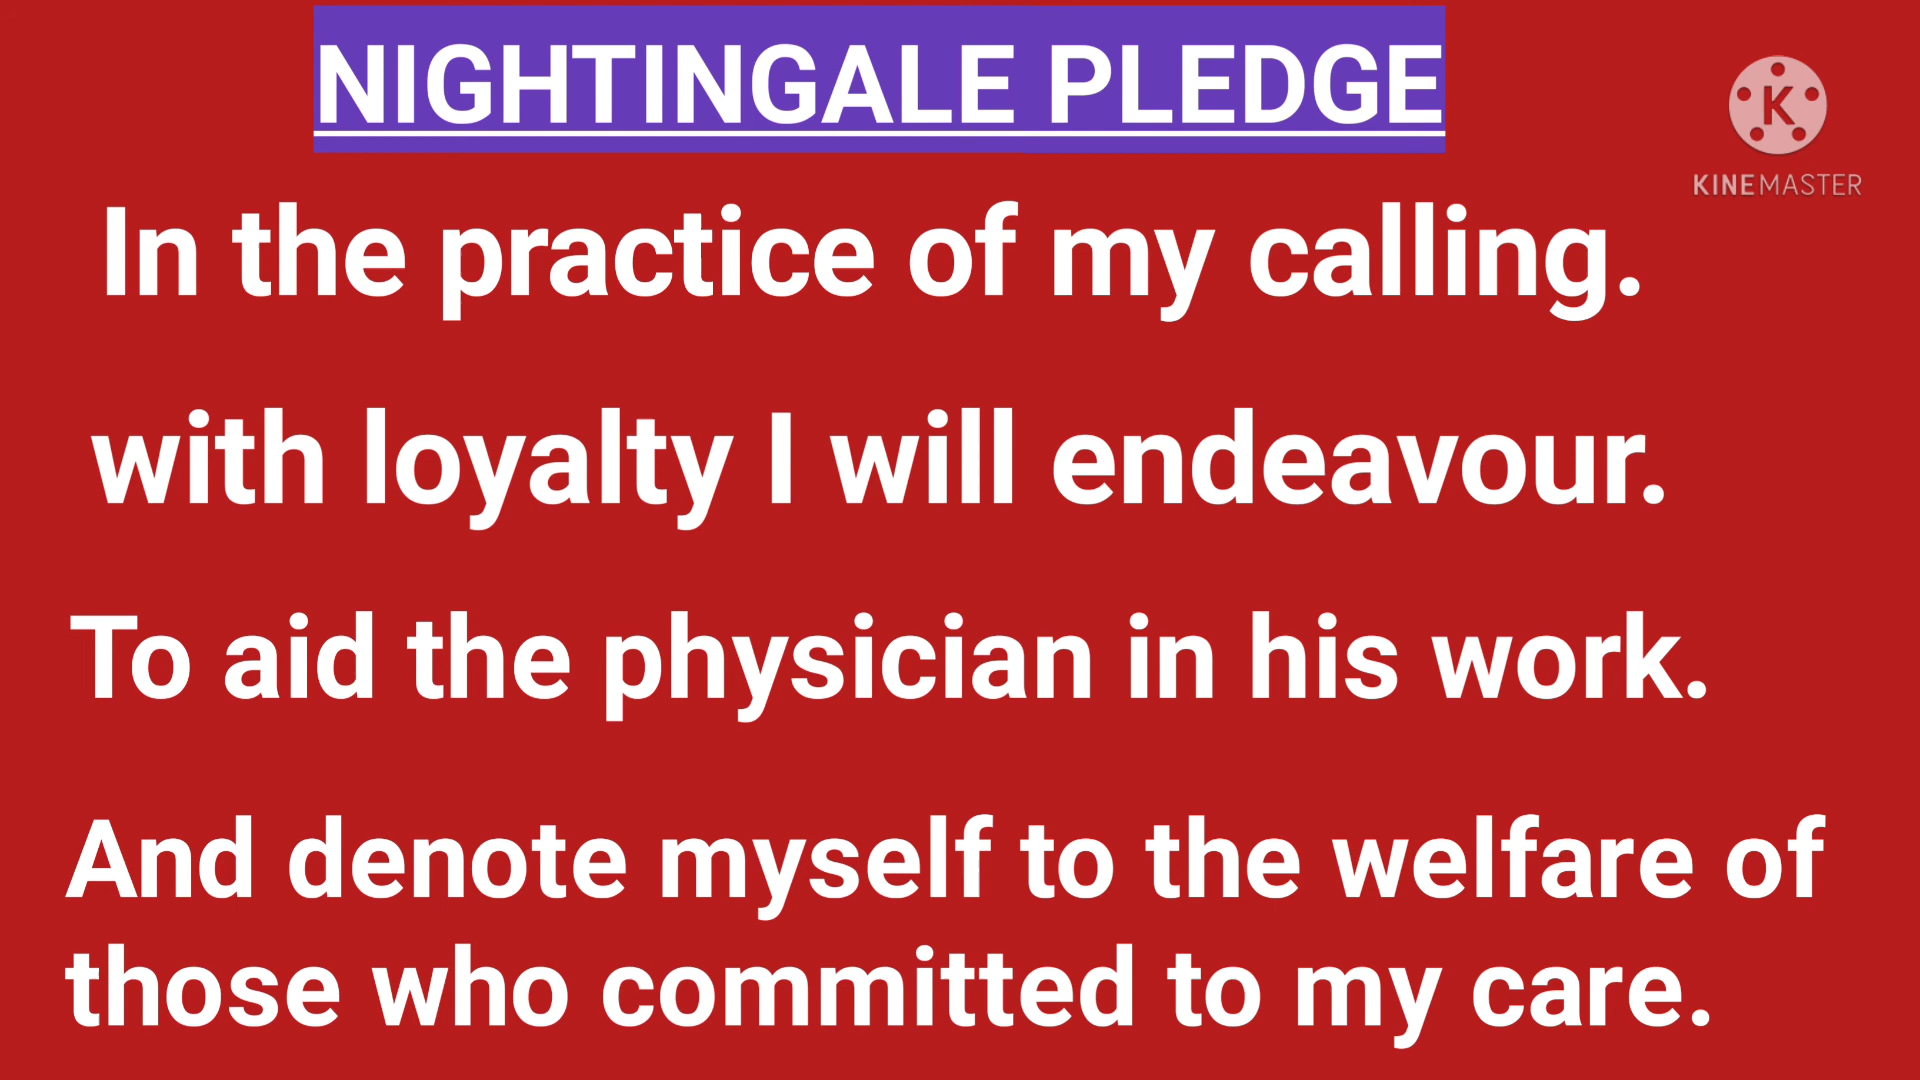 NIGHTINGALE PLEDGE
K
KINEMASTER
In the practice of my calling.
with loyalty I will endeavour.
To aid the physician in his work.
And denote myself to the welfare of
those who committed to my care.